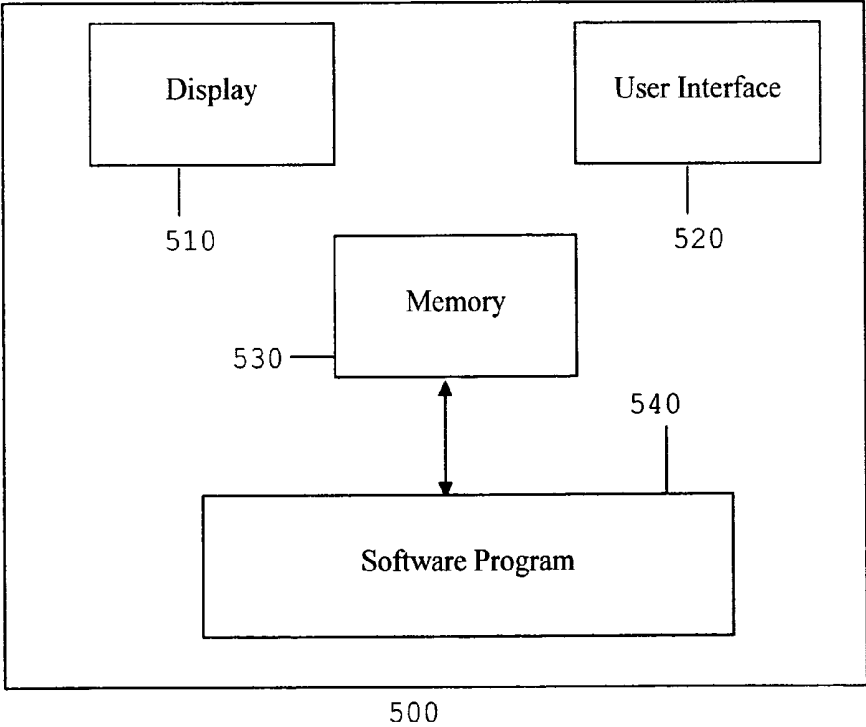 Display
User Interface
510
520
Memory
530
540
Software Program
500